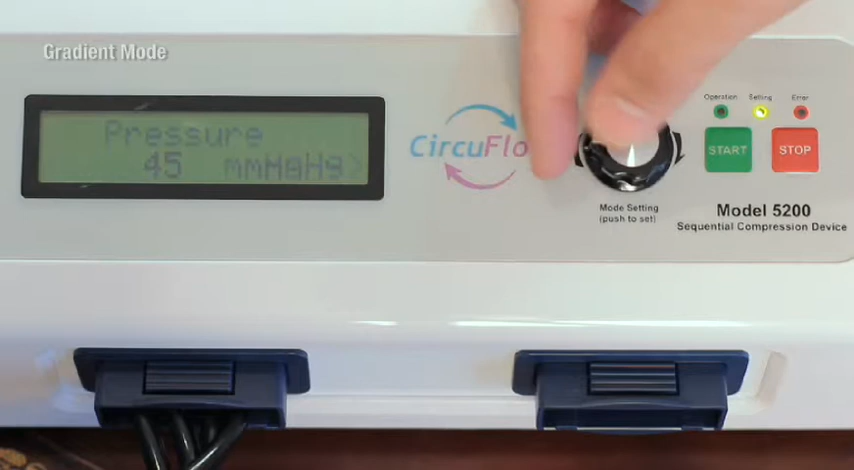 Gradient Mode
Pressure
45 mmHgHg>
CircuFlo
Operation Setting Error
START STOP
Mode Setting
(push to set)
Model 5200
Sequential Compression Device